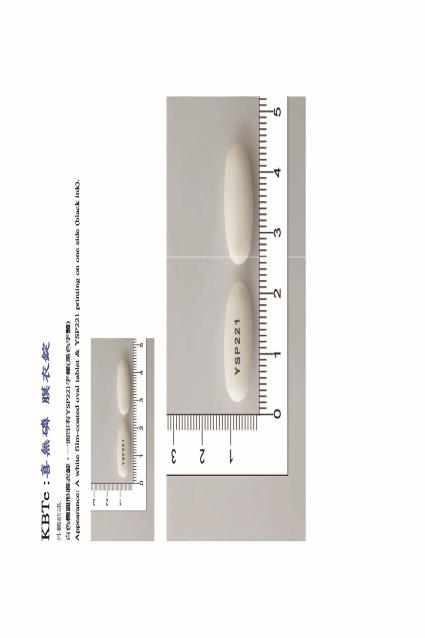 KBTc：喜無磷 膜衣錠
外觀敘述:
白色橢圓形膜衣錠，一面印有YSP221字樣(黑色字體)
Appearance: A white film-coated oval tablet & YSP221 printing on one side (black ink).
YSP221
0 1 2 3 4 5
1 2 3
YSP221
0 1 2 3 4 5
1 2 3